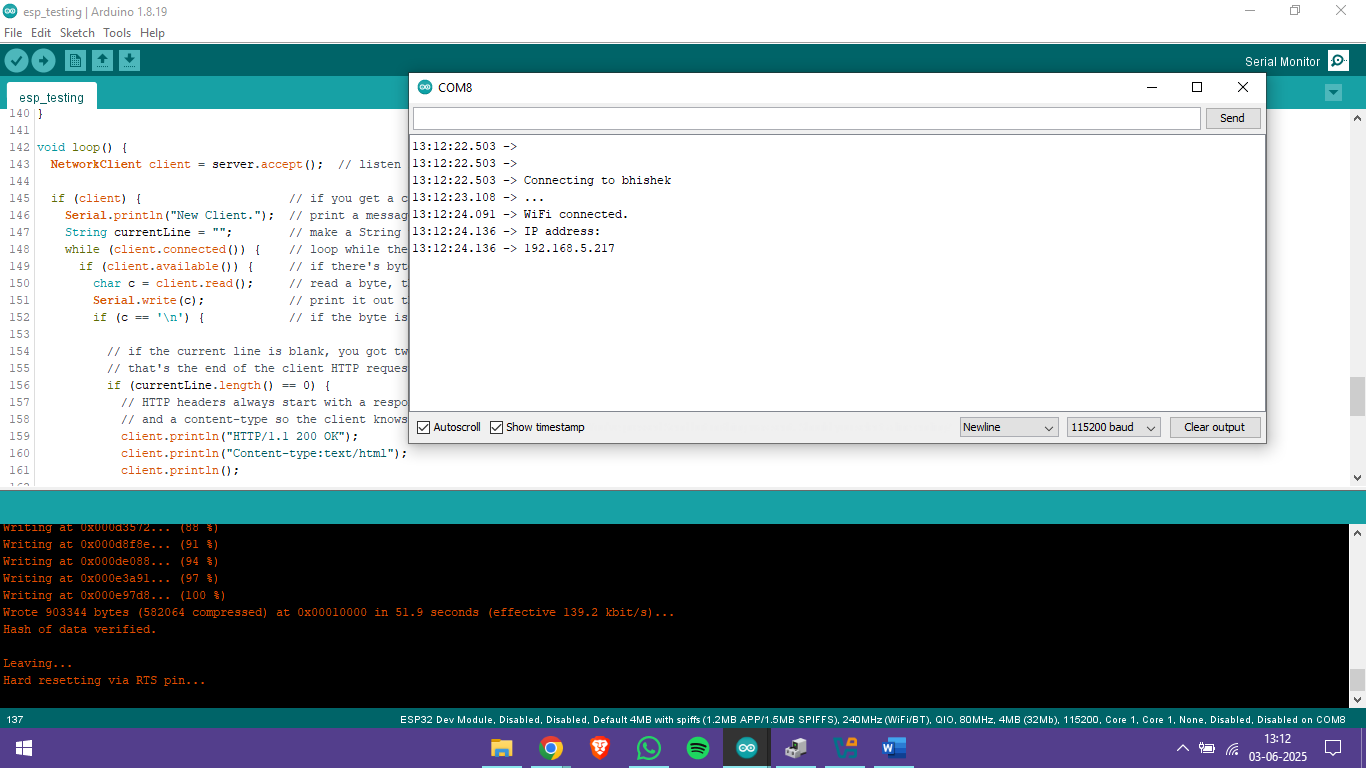 esp_testing | Arduino 1.8.19
File Edit Sketch Tools Help
Serial Monitor
esp_testing
COM8
Send
140 }
141
142 void loop() {
143 NetworkClient client = server.accept();  // listen
144
145 if (client) { // if you get a c
146 Serial.println("New Client."); // print a messag
147 String currentLine = ""; // make a String
148 while (client.connected()) { // loop while the
149 if (client.available()) { // if there's byt
150 char c = client.read(); // read a byte, t
151 Serial.write(c); // print it out t
152 if (c == '\n') { // if the byte is
153
154 // if the current line is blank, you got tw
155 // that's the end of the client HTTP reques
156 if (currentLine.length() == 0) {
157 // HTTP headers always start with a respo
158 // and a content-type so the client knows
159 client.println("HTTP/1.1 200 OK");
160 client.println("Content-type:text/html");
161 client.println();
13:12:22.503 ->
13:12:22.503 ->
13:12:22.503 -> Connecting to bhishek
13:12:23.108 -> ...
13:12:24.091 -> WiFi connected.
13:12:24.136 -> IP address:
13:12:24.136 -> 192.168.5.217
Autoscroll Show timestamp Newline 115200 baud Clear output
Writing at 0x000d3572... (88 %)
Writing at 0x000d8f8e... (91 %)
Writing at 0x000de088... (94 %)
Writing at 0x000e3a91... (97 %)
Writing at 0x000e97d8... (100 %)
Wrote 903344 bytes (582064 compressed) at 0x00010000 in 51.9 seconds (effective 139.2 kbit/s)...
Hash of data verified.
Leaving...
Hard resetting via RTS pin...
137 ESP32 Dev Module, Disabled, Disabled, Default 4MB with spiffs (1.2MB APP/1.5MB SPIFFS), 240MHz (WiFi/BT), QIO, 80MHz, 4MB (32Mb), 115200, Core 1, Core 1, None, Disabled, Disabled on COM8
13:12
03-06-2025